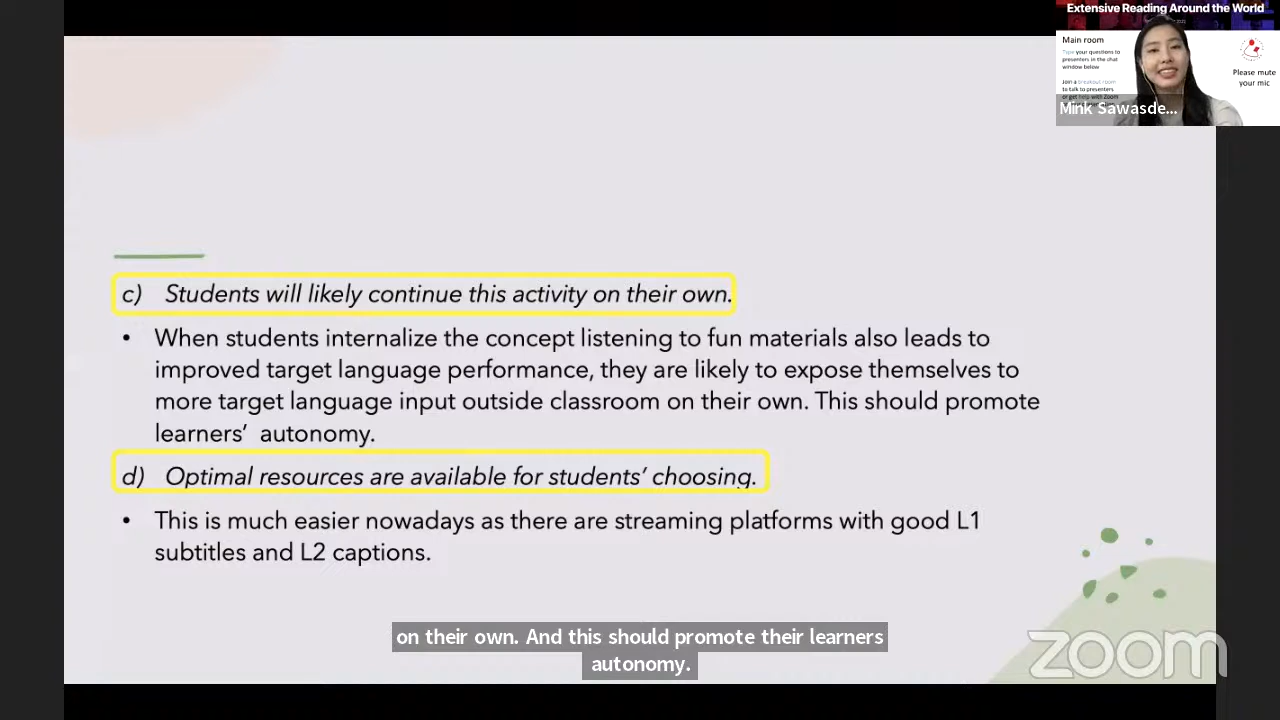 Extensive Reading Around the World
Main room
Type your questions to
presenters in the chat
window below
Join a breakout room
to talk to presenters
or get help with Zoom
Please mute
your mic
Mink Sawasde...
c) Students will likely continue this activity on their own.
• When students internalize the concept listening to fun materials also leads to
improved target language performance, they are likely to expose themselves to
more target language input outside classroom on their own. This should promote
learners’ autonomy.
d) Optimal resources are available for students’ choosing.
• This is much easier nowadays as there are streaming platforms with good L1
subtitles and L2 captions.
on their own. And this should promote their learners
autonomy.
zoom